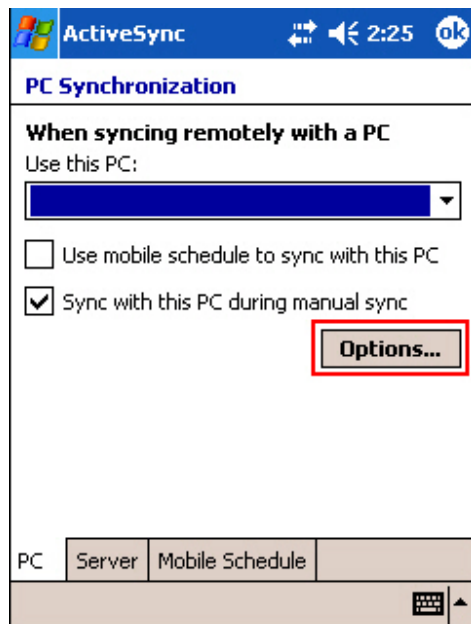 ActiveSync 2:25 ok
PC Synchronization
When syncing remotely with a PC
Use this PC:
Use mobile schedule to sync with this PC
Sync with this PC during manual sync
Options...
PC Server Mobile Schedule